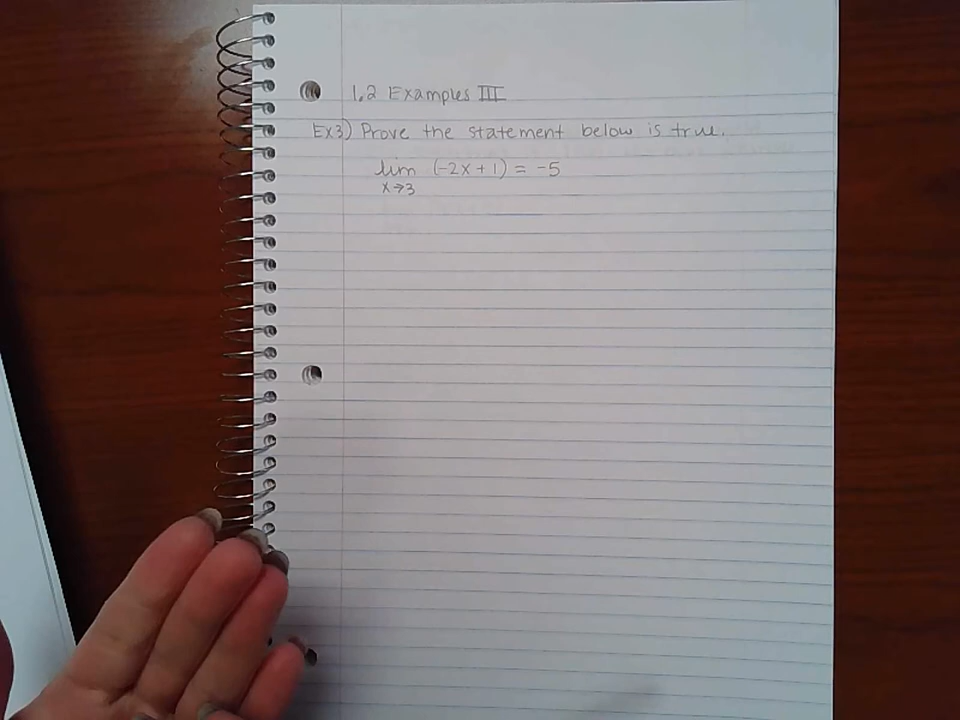 1.2 Examples III
Ex3) Prove the statement below is true.
lim (-2x + 1) = -5
x→3